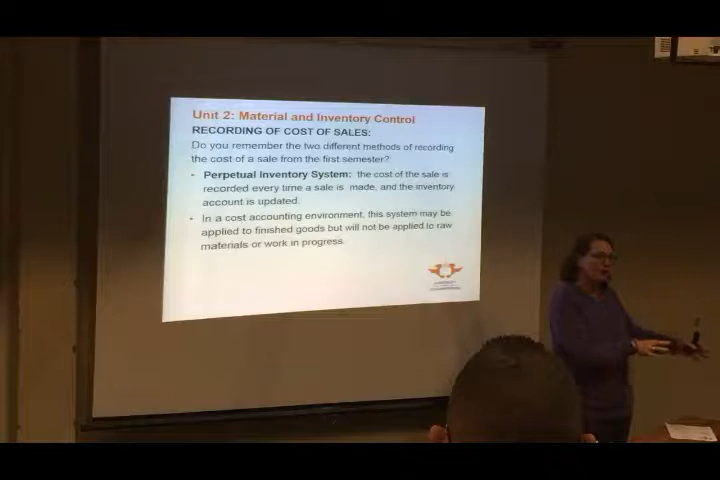 Unit 2: Material and Inventory Control
RECORDING OF COST OF SALES:
Do you remember the two different methods of recording
the cost of a sale from the first semester?
- Perpetual Inventory System: the cost of the sale is
recorded every time a sale is made, and the inventory
account is updated.
- In a cost accounting environment, this system may be
applied to finished goods but will not be applied to raw
materials or work in progress.